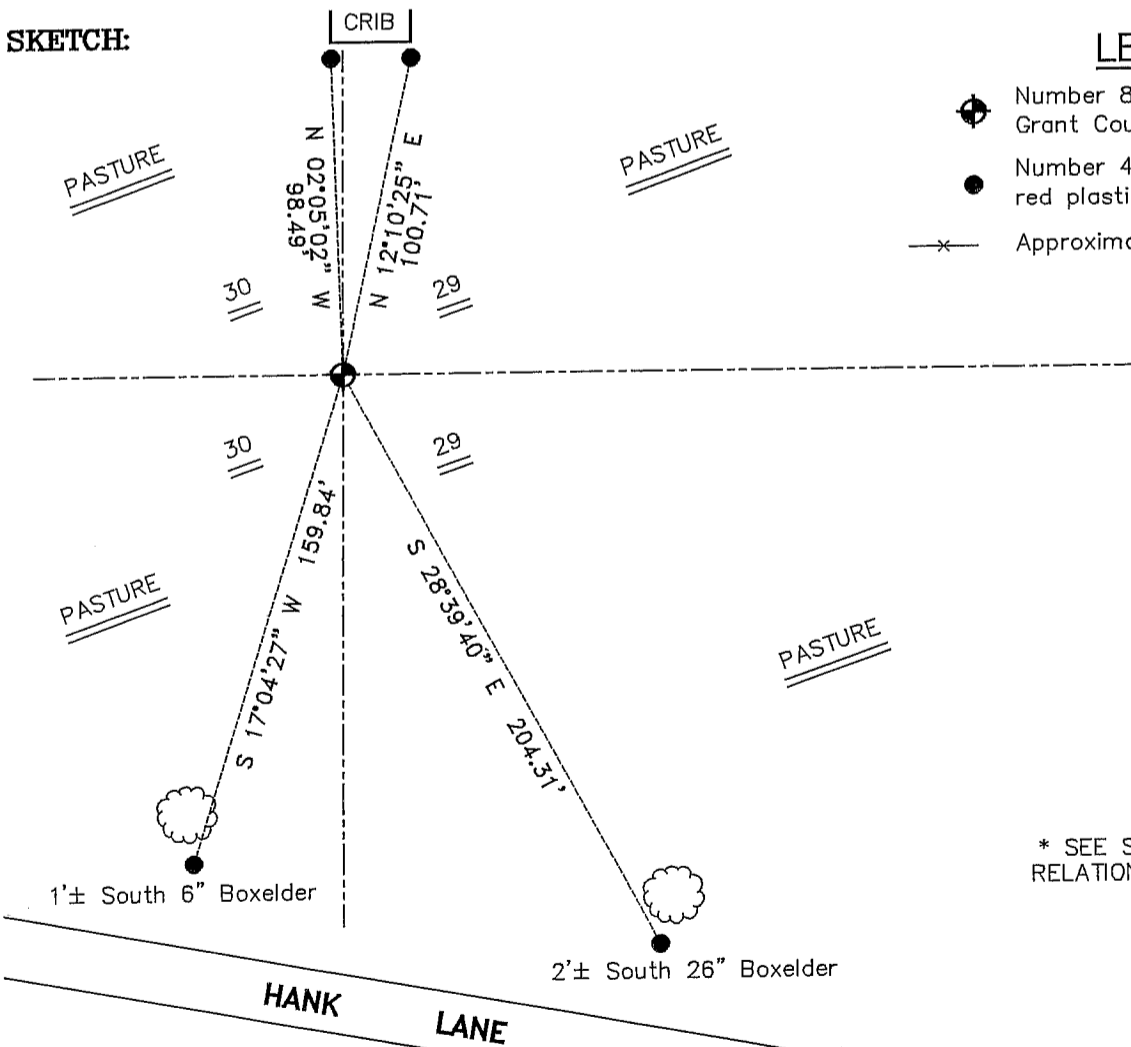 SKETCH:
CRIB
LE
Number 8
Grant Cou
Number 4
red plasti
Approxima
PASTURE
PASTURE
N 02°05'02" W
98.49'
N 12°10'25" E
100.71'
30
29
30
29
S 17°04'27" W 159.84'
S 28°39'40" E 204.31'
PASTURE
PASTURE
* SEE S
RELATION
1'± South 6" Boxelder
2'± South 26" Boxelder
HANK LANE